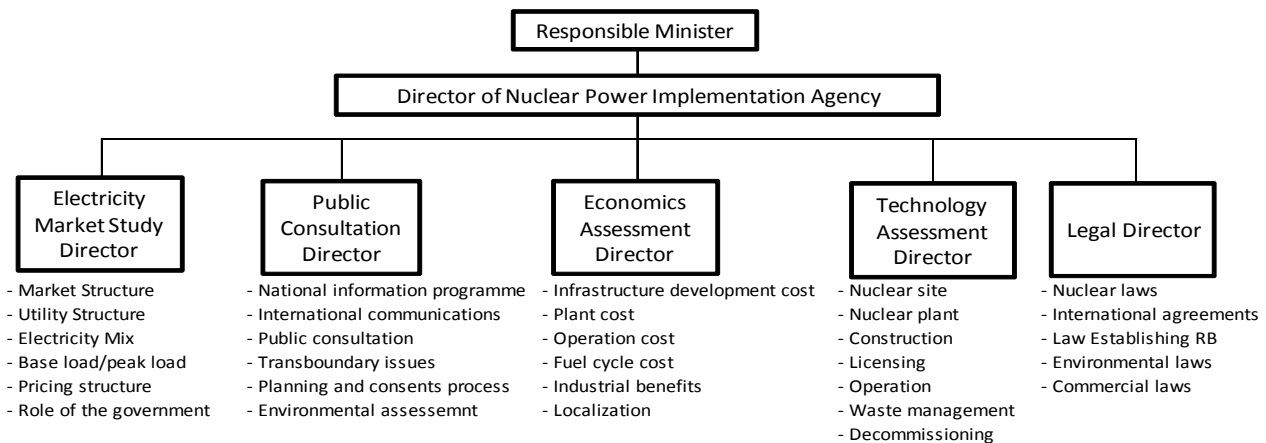 Responsible Minister
Director of Nuclear Power Implementation Agency
Electricity
Market Study
Director
- Market Structure
- Utility Structure
- Electricity Mix
- Base load/peak load
- Pricing structure
- Role of the government
Public
Consultation
Director
- National information programme
- International communications
- Public consultation
- Transboundary issues
- Planning and consents process
- Environmental assessemnt
Economics
Assessment
Director
- Infrastructure development cost
- Plant cost
- Operation cost
- Fuel cycle cost
- Industrial benefits
- Localization
Technology
Assessment
Director
- Nuclear site
- Nuclear plant
- Construction
- Licensing
- Operation
- Waste management
- Decommissioning
Legal Director
- Nuclear laws
- International agreements
- Law Establishing RB
- Environmental laws
- Commercial laws